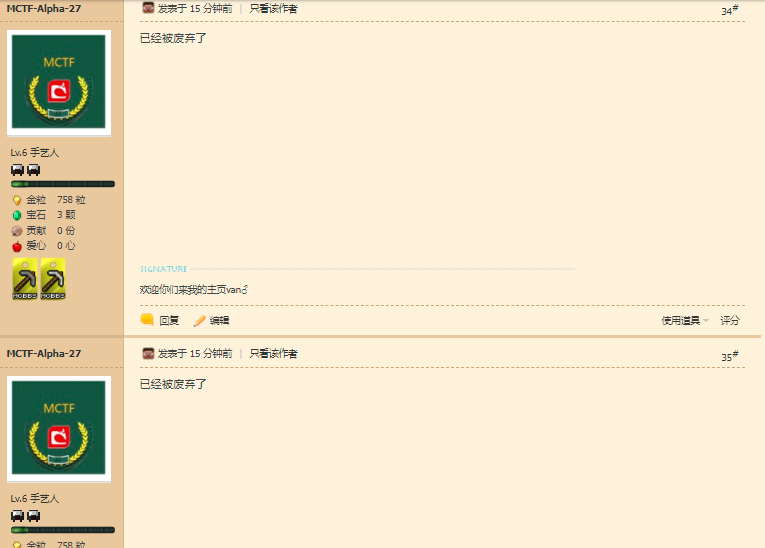 MCTF-Alpha-27
发表于 15 分钟前 | 只看该作者
34#
已经被废弃了
MCTF
Lv.6 手艺人
金粒 758 粒
宝石 3 颗
贡献 0 份
爱心 0 心
MCBBS MCBBS
SIGNATURE
欢迎你们来我的主页van♂
回复 编辑
使用道具 评分
MCTF-Alpha-27
发表于 15 分钟前 | 只看该作者
35#
已经被废弃了
MCTF
Lv.6 手艺人
金粒 758 粒